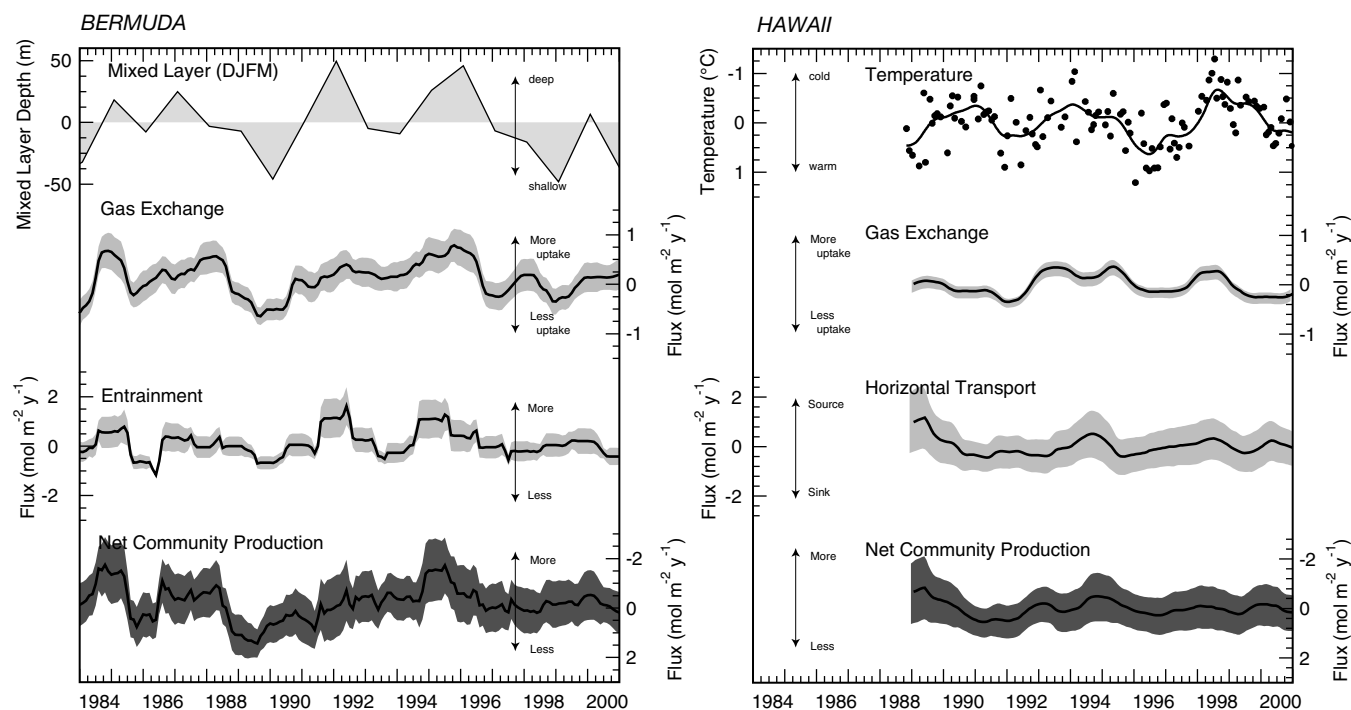 BERMUDA
Mixed Layer Depth (m)
50
0
-50
Mixed Layer (DJFM)
deep
shallow
Gas Exchange
More
uptake
Less
uptake
1
0
-1
Flux (mol m-2 y-1)
Entrainment
Flux (mol m-2 y-1)
2
0
-2
More
Less
Net Community Production
More
Less
-2
0
2
Flux (mol m-2 y-1)
1984 1986 1988 1990 1992 1994 1996 1998 2000
HAWAII
Temperature (°C)
-1
0
1
Temperature
cold
warm
Gas Exchange
More
uptake
Less
uptake
1
0
-1
Flux (mol m-2 y-1)
Horizontal Transport
Flux (mol m-2 y-1)
2
0
-2
Source
Sink
Net Community Production
More
Less
-2
0
2
Flux (mol m-2 y-1)
1984 1986 1988 1990 1992 1994 1996 1998 2000